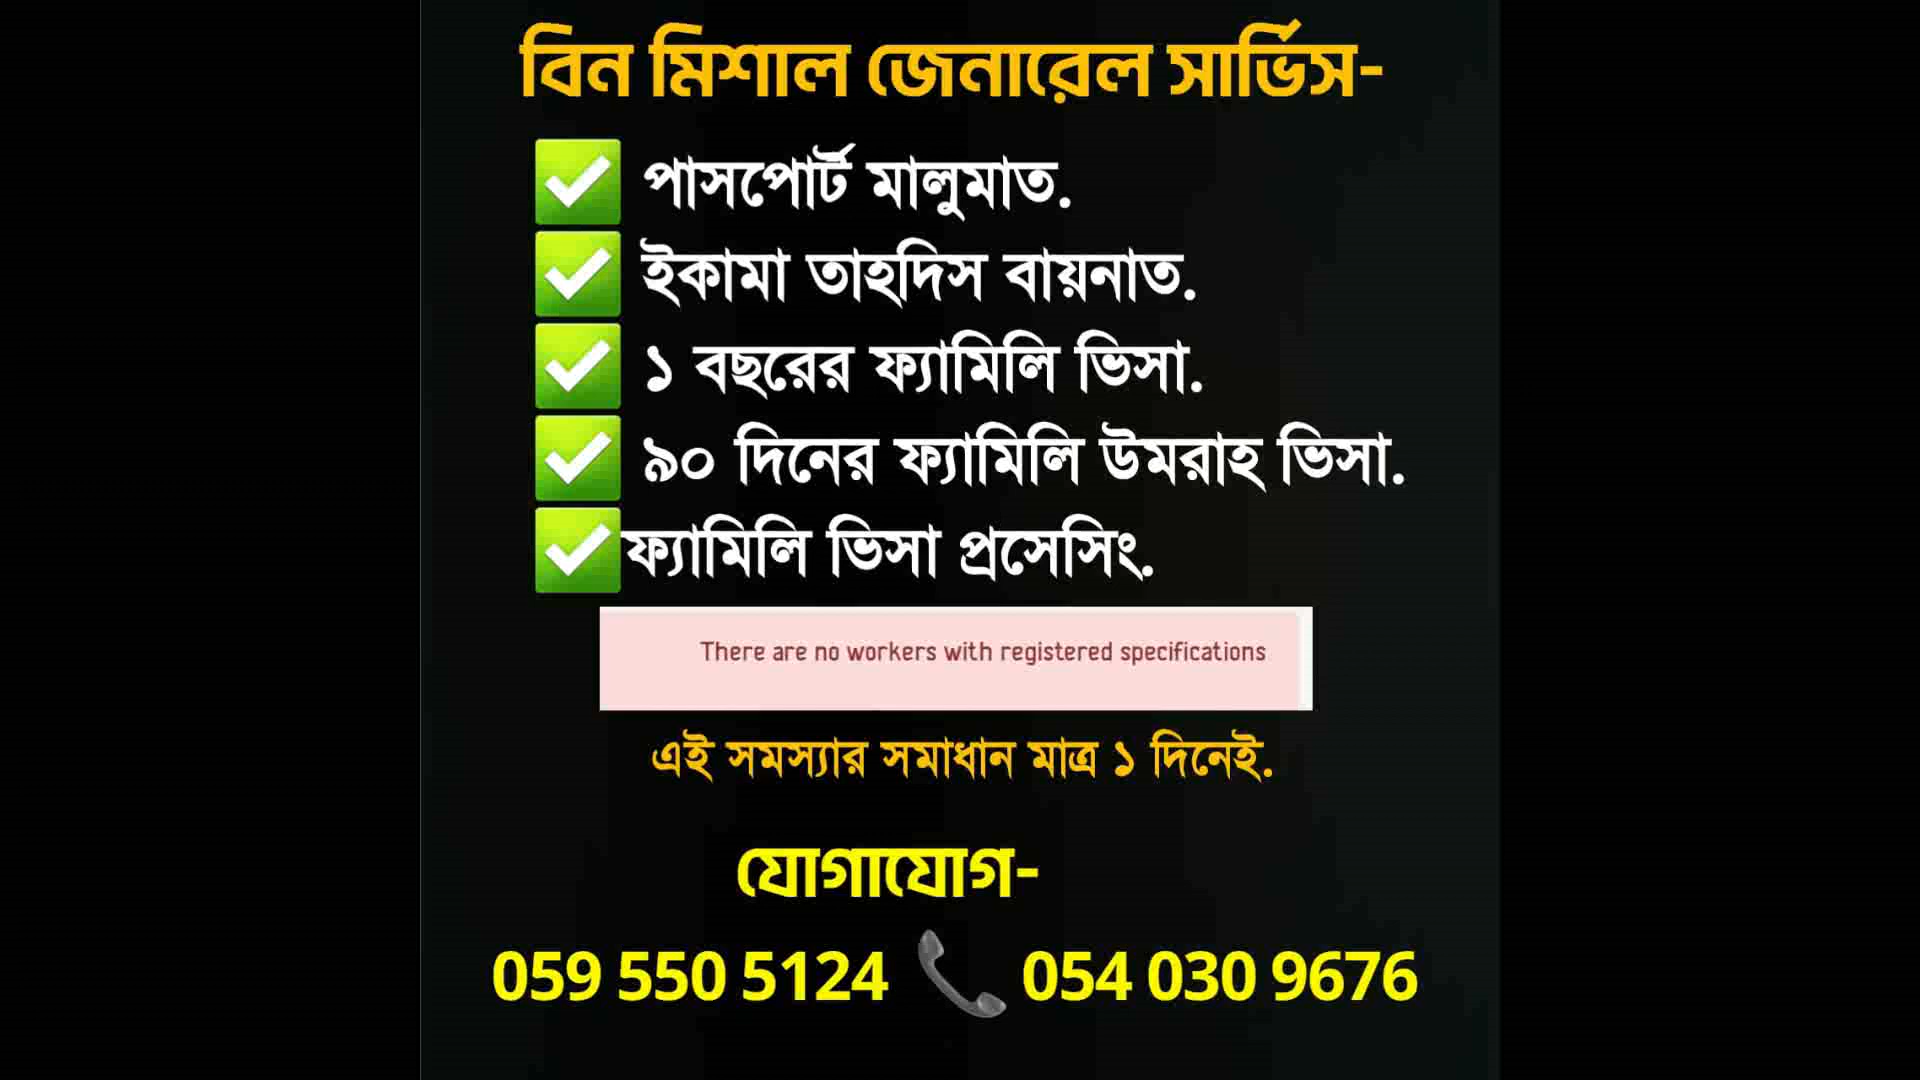 বিন মিশাল জেনারেল সার্ভিস-
✅ পাসপোর্ট মালুমাত.
✅ ইকামা তাহদিস বায়নাত.
✅ ১ বছরের ফ্যামিলি ভিসা.
✅ ৯০ দিনের ফ্যামিলি উমরাহ ভিসা.
✅ফ্যামিলি ভিসা প্রসেসিং.
There are no workers with registered specifications
এই সমস্যার সমাধান মাত্র ১ দিনেই.
যোগাযোগ-
059 550 5124 📞 054 030 9676